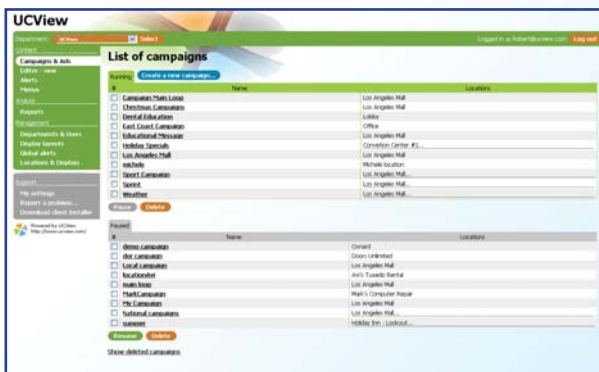 UCView
Department: UCView Select Logged in as Robert@ucview.com Log out
Content
Campaigns & Ads
Editor - new
Alerts
Menus
Analysis
Reports
Management
Departments & Users
Display layouts
Global alerts
Locations & Displays
Support
My settings
Report a problem...
Download client installer
Powered by UCView
http://www.ucview.com/
List of campaigns
Running Create a new campaign...
X Name Locations
Campaign Main Loop Los Angeles Mall
Christmas Campaigns Los Angeles Mall
Dental Education Lobby
East Coast Campaign Office
Educational Message Los Angeles Mall
Holiday Specials Convention Center #1...
Los Angeles Mall Los Angeles Mall
michele Michele location
Sport Campaign Los Angeles Mall...
Sprint Los Angeles Mall...
Weather Los Angeles Mall...
Pause Delete
Paused
X Name Locations
demo campaign Oxnard
dor campaign Doors Unlimited
Local campaign Los Angeles Mall
locationAvi Avi's Tuxedo Rental
main loop Los Angeles Mall
MarkCampaign Mark's Computer Repair
My Campaign Los Angeles Mall
National campaigns Los Angeles Mall...
summer Holiday Inn - Lookout...
Resume Delete
Show deleted campaigns